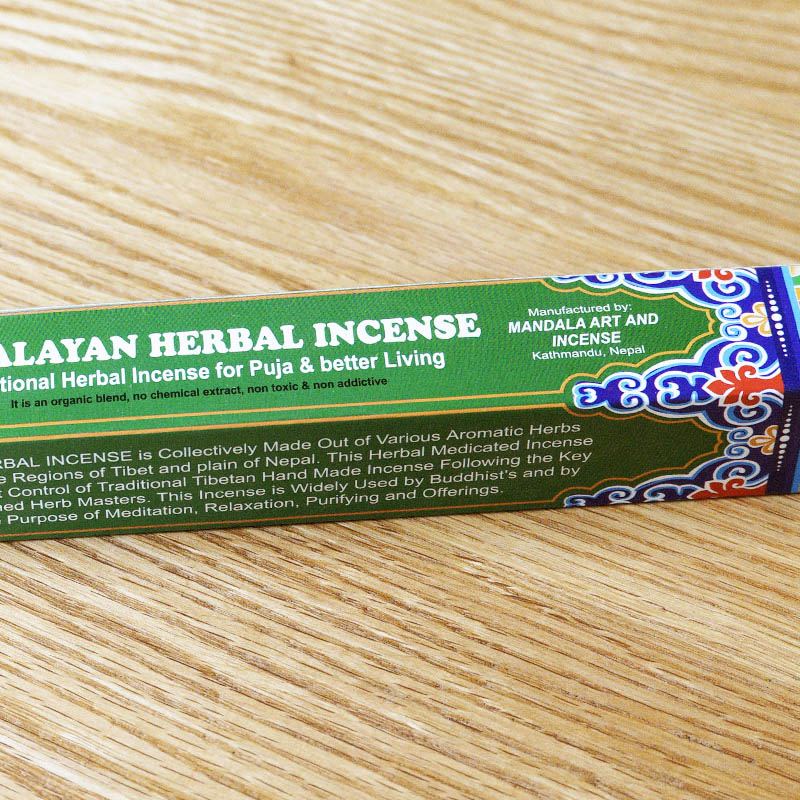 ALAYAN HERBAL INCENSE
tional Herbal Incense for Puja & better Living
It is an organic blend, no chemical extract, non toxic & non addictive
Manufactured by:
MANDALA ART AND
INCENSE
Kathmandu, Nepal
RBAL INCENSE is Collectively Made Out of Various Aromatic Herbs
e Regions of Tibet and plain of Nepal. This Herbal Medicated Incense
t Control of Traditional Tibetan Hand Made Incense Following the Key
ned Herb Masters. This Incense is Widely Used by Buddhist's and by
Purpose of Meditation, Relaxation, Purifying and Offerings.